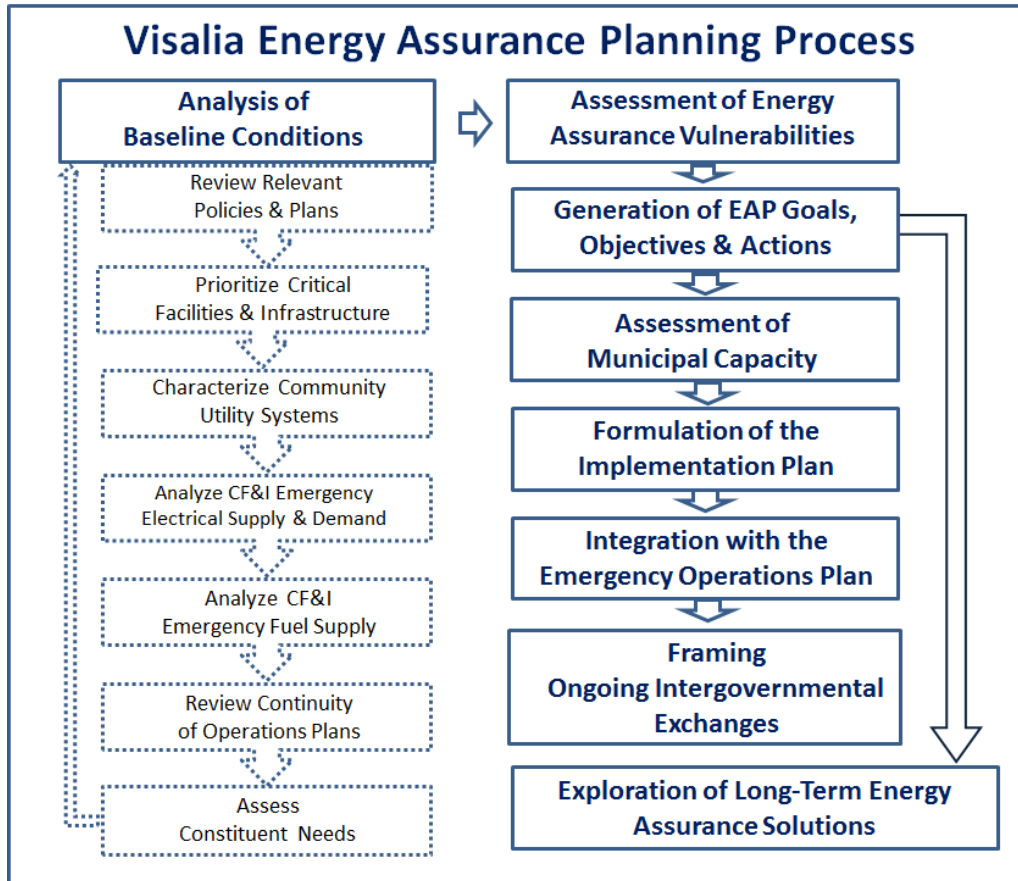 Visalia Energy Assurance Planning Process
Analysis of
Baseline Conditions
Review Relevant
Policies & Plans
Prioritize Critical
Facilities & Infrastructure
Characterize Community
Utility Systems
Analyze CF&I Emergency
Electrical Supply & Demand
Analyze CF&I
Emergency Fuel Supply
Review Continuity
of Operations Plans
Assess
Constituent Needs
Assessment of Energy
Assurance Vulnerabilities
Generation of EAP Goals,
Objectives & Actions
Assessment of
Municipal Capacity
Formulation of the
Implementation Plan
Integration with the
Emergency Operations Plan
Framing
Ongoing Intergovernmental
Exchanges
Exploration of Long-Term Energy
Assurance Solutions